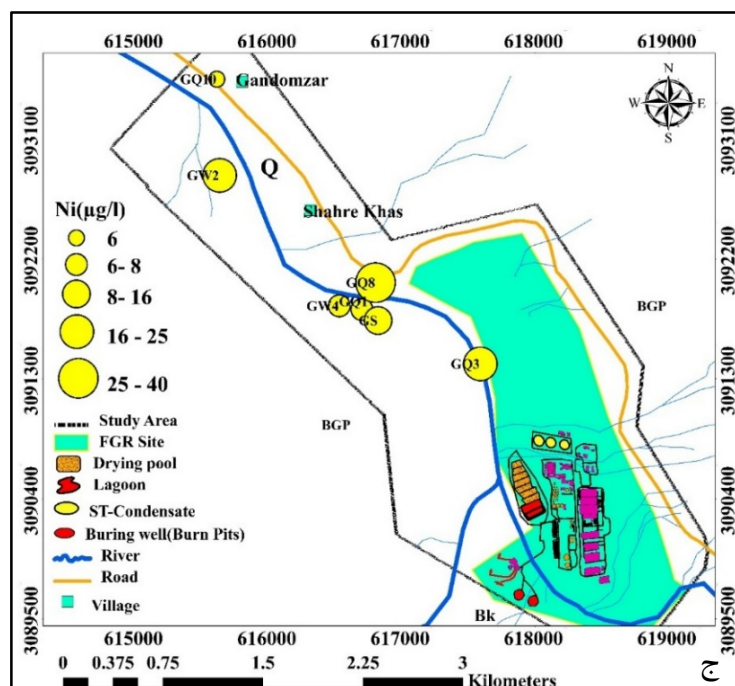 615000 616000 617000 618000 619000
3093100
3092200
3091300
3090400
3089500
N
W E
S
GQ10 Gandomzar
GW2
Q
Shahre Khas
GQ8
GW4 GQ1
GS
GQ3
BGP
BGP
Bk
Ni(µg/l)
6
6- 8
8- 16
16 - 25
25 - 40
Study Area
FGR Site
Drying pool
Lagoon
ST-Condensate
Buring well(Burn Pits)
River
Road
Village
3093100
3092200
3091300
3090400
3089500
615000 616000 617000 618000 619000
0 0.375 0.75 1.5 2.25 3
Kilometers
ج